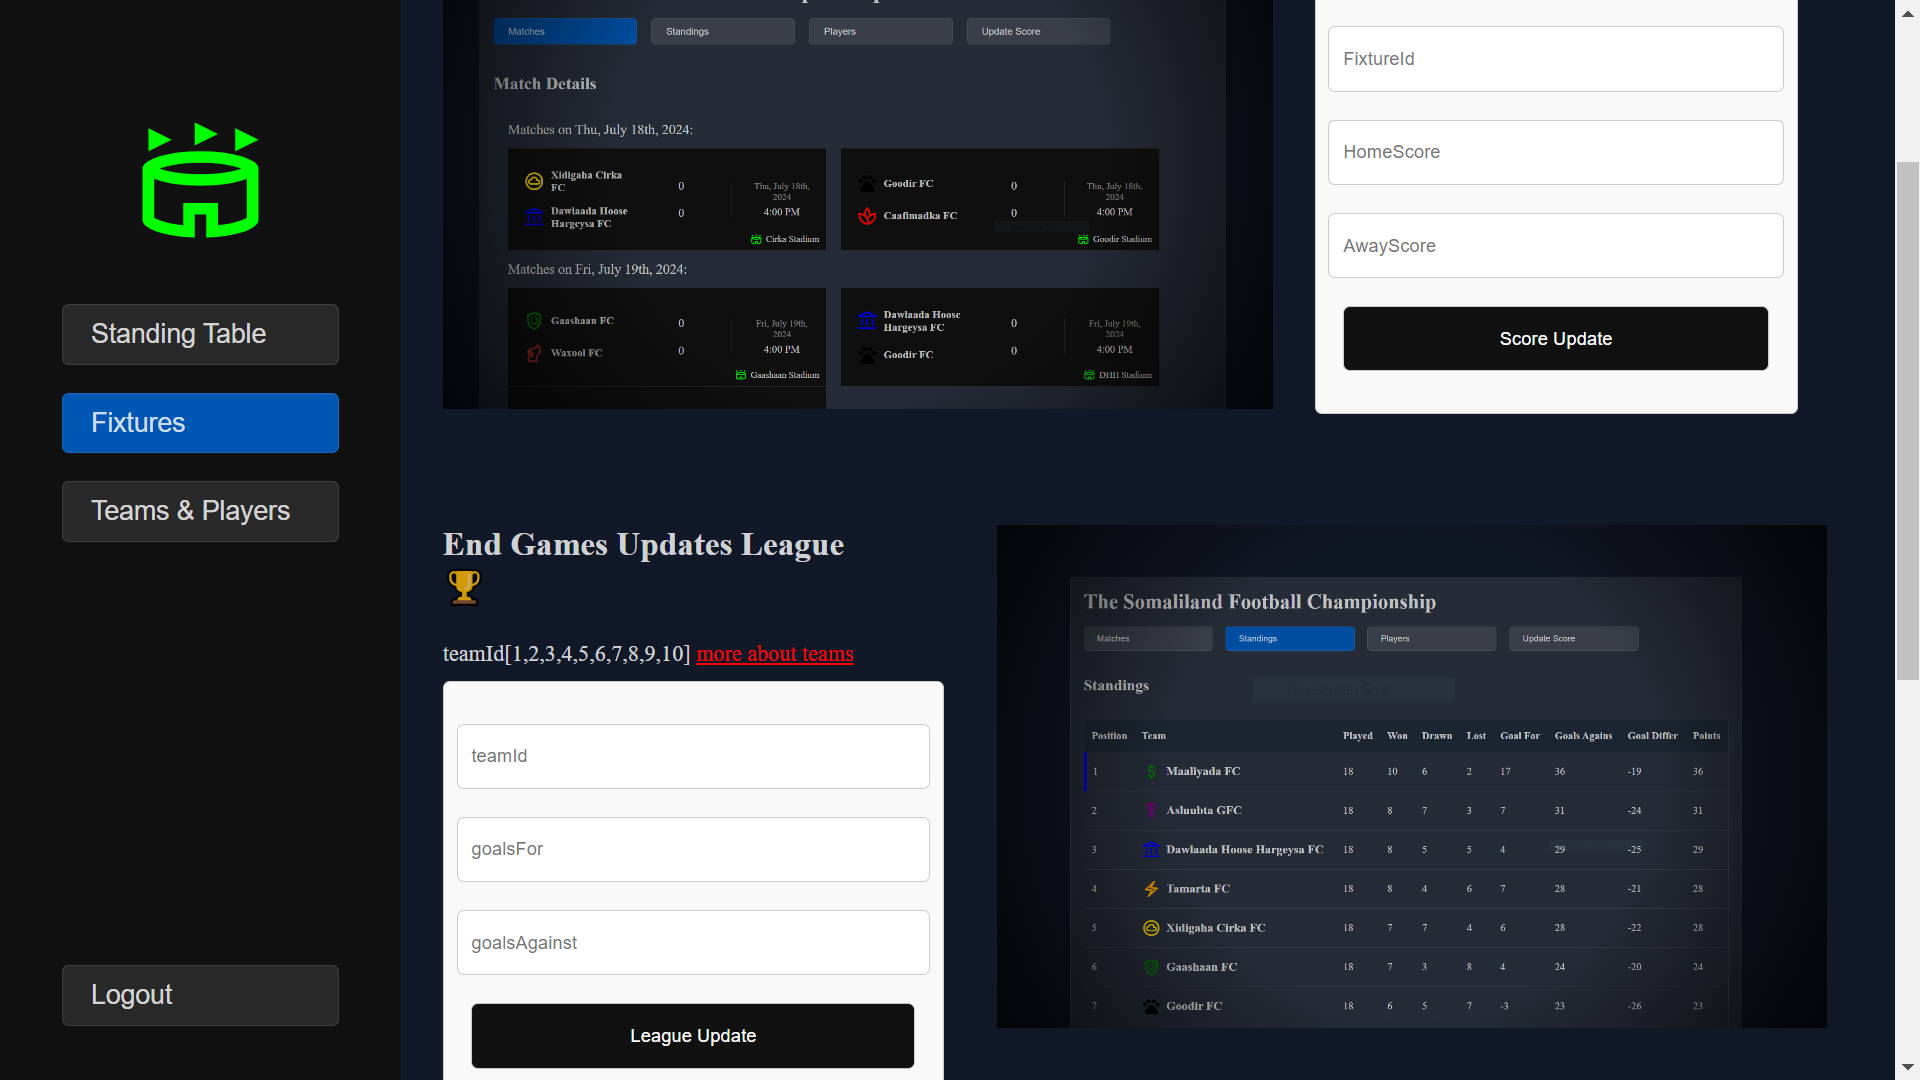 Standing Table
Fixtures
Teams & Players
Logout
Matches
Standings
Players
Update Score
Match Details
Matches on Thu, July 18th, 2024:
Xidigaha Cirka FC
0
Dawlaada Hoose Hargeysa FC
0
Thu, July 18th, 2024
4:00 PM
Cirka Stadium
Goodir FC
0
Caafimadka FC
0
Thu, July 18th, 2024
4:00 PM
Goodir Stadium
Matches on Fri, July 19th, 2024:
Gaashaan FC
0
Waxool FC
0
Fri, July 19th, 2024
4:00 PM
Gaashaan Stadium
Dawlaada Hoose Hargeysa FC
0
Goodir FC
0
Fri, July 19th, 2024
4:00 PM
DHH Stadium
FixtureId
HomeScore
AwayScore
Score Update
End Games Updates League
teamId[1,2,3,4,5,6,7,8,9,10] more about teams
teamId
goalsFor
goalsAgainst
League Update
The Somaliland Football Championship
Matches
Standings
Players
Update Score
Standings
Position Team Played Won Drawn Lost Goal For Goals Agains Goal Differ Points
1 Maaliyada FC 18 10 6 2 17 36 -19 36
2 Asluubta GFC 18 8 7 3 7 31 -24 31
3 Dawlaada Hoose Hargeysa FC 18 8 5 5 4 29 -25 29
4 Tamarta FC 18 8 4 6 7 28 -21 28
5 Xidigaha Cirka FC 18 7 7 4 6 28 -22 28
6 Gaashaan FC 18 7 3 8 4 24 -20 24
7 Goodir FC 18 6 5 7 -3 23 -26 23